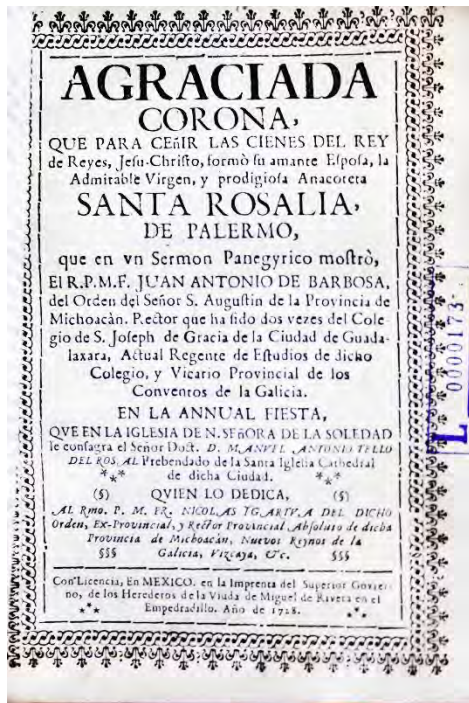 AGRACIADA
CORONA,
QUE PARA CEñIR LAS CIENES DEL REY
de Reyes, Jesu-Christo, formò su amante Esposa, la
Admirable Virgen, y prodigiosa Anacoreta
SANTA ROSALIA,
DE PALERMO,
que en vn Sermon Panegyrico mostrò,
El R.P.M.F. JUAN ANTONIO DE BARBOSA,
del Orden del Señor S. Augustin de la Provincia de
Michoacàn. Rector que ha sido dos vezes del Cole-
gio de S. Joseph de Gracia de la Ciudad de Guada-
laxara, Actual Regente de Estudios de dicho
Colegio, y Vicario Provincial de los
Conventos de la Galicia.
EN LA ANNUAL FIESTA,
QVE EN LA IGLESIA DE N. SEñORA DE LA SOLEDAD
le consagra el Señor Doct. D. MANVEL ANTONIO TELLO
DEL ROS, AL Prebendado de la Santa Iglesia Cathedral
*** de dicha Ciudad. ***
(§) QVIEN LO DEDICA, (§)
AL Rmo. P. M. FR. NICOLAS YGARTVA DEL DICHO
Orden, Ex-Provincial, y Rector Provincial Absoluto de dicha
Provincia de Michoacàn, Nuevos Reynos de la
§§§ Galicia, Vizcaya, &c. §§§
Con Licencia, En MEXICO. en la Imprenta del Superior Govier-
no, de los Herederos de la Viuda de Miguel de Rivera en el
*** Empedradillo. Año de 1728. ***
L 0000173